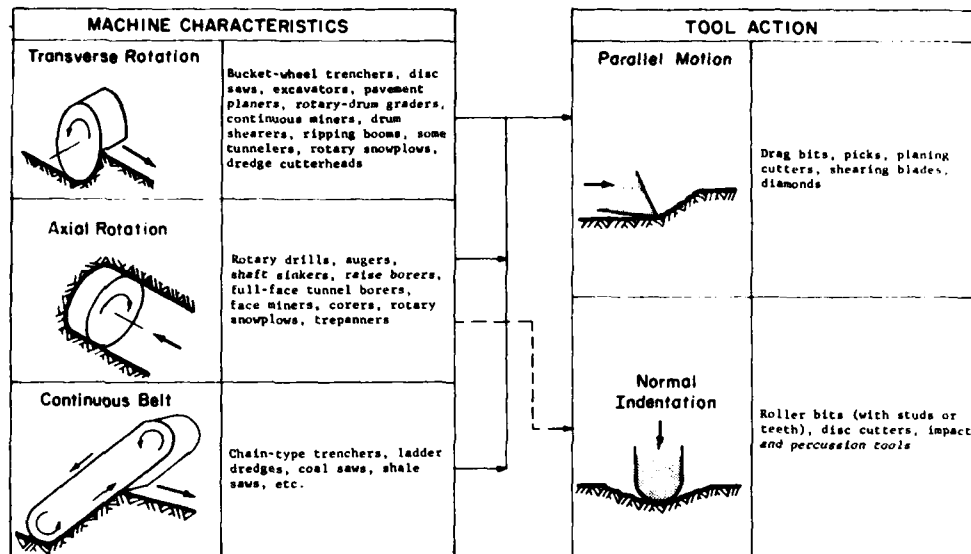 MACHINE CHARACTERISTICS
Transverse Rotation
Bucket-wheel trenchers, disc
saws, excavators, pavement
planers, rotary-drum graders,
continuous miners, drum
shearers, ripping booms, some
tunnelers, rotary snowplows,
dredge cutterheads
Axial Rotation
Rotary drills, augers,
shaft sinkers, raise borers,
full-face tunnel borers,
face miners, corers, rotary
snowplows, trepanners
Continuous Belt
Chain-type trenchers, ladder
dredges, coal saws, shale
saws, etc.
TOOL ACTION
Parallel Motion
Drag bits, picks, planing
cutters, shearing blades,
diamonds
Normal
Indentation
Roller bits (with studs or
teeth), disc cutters, impact
and percussion tools